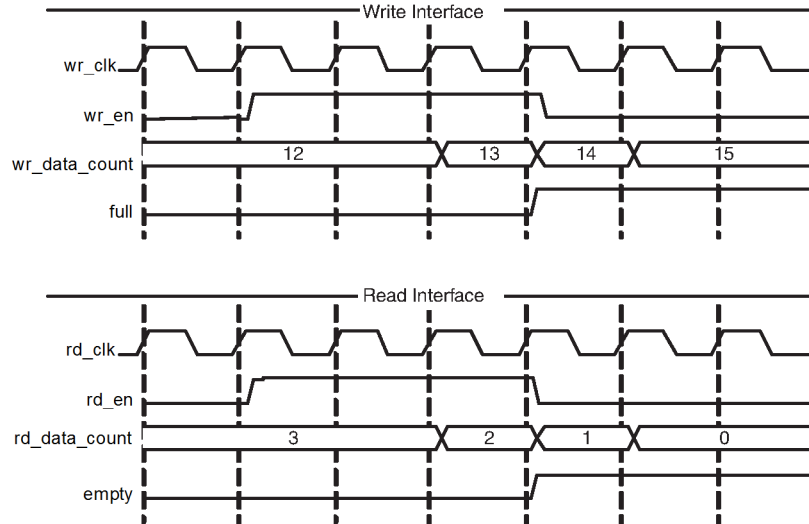 Write Interface
wr_clk
wr_en
wr_data_count 12 13 14 15
full
Read Interface
rd_clk
rd_en
rd_data_count 3 2 1 0
empty